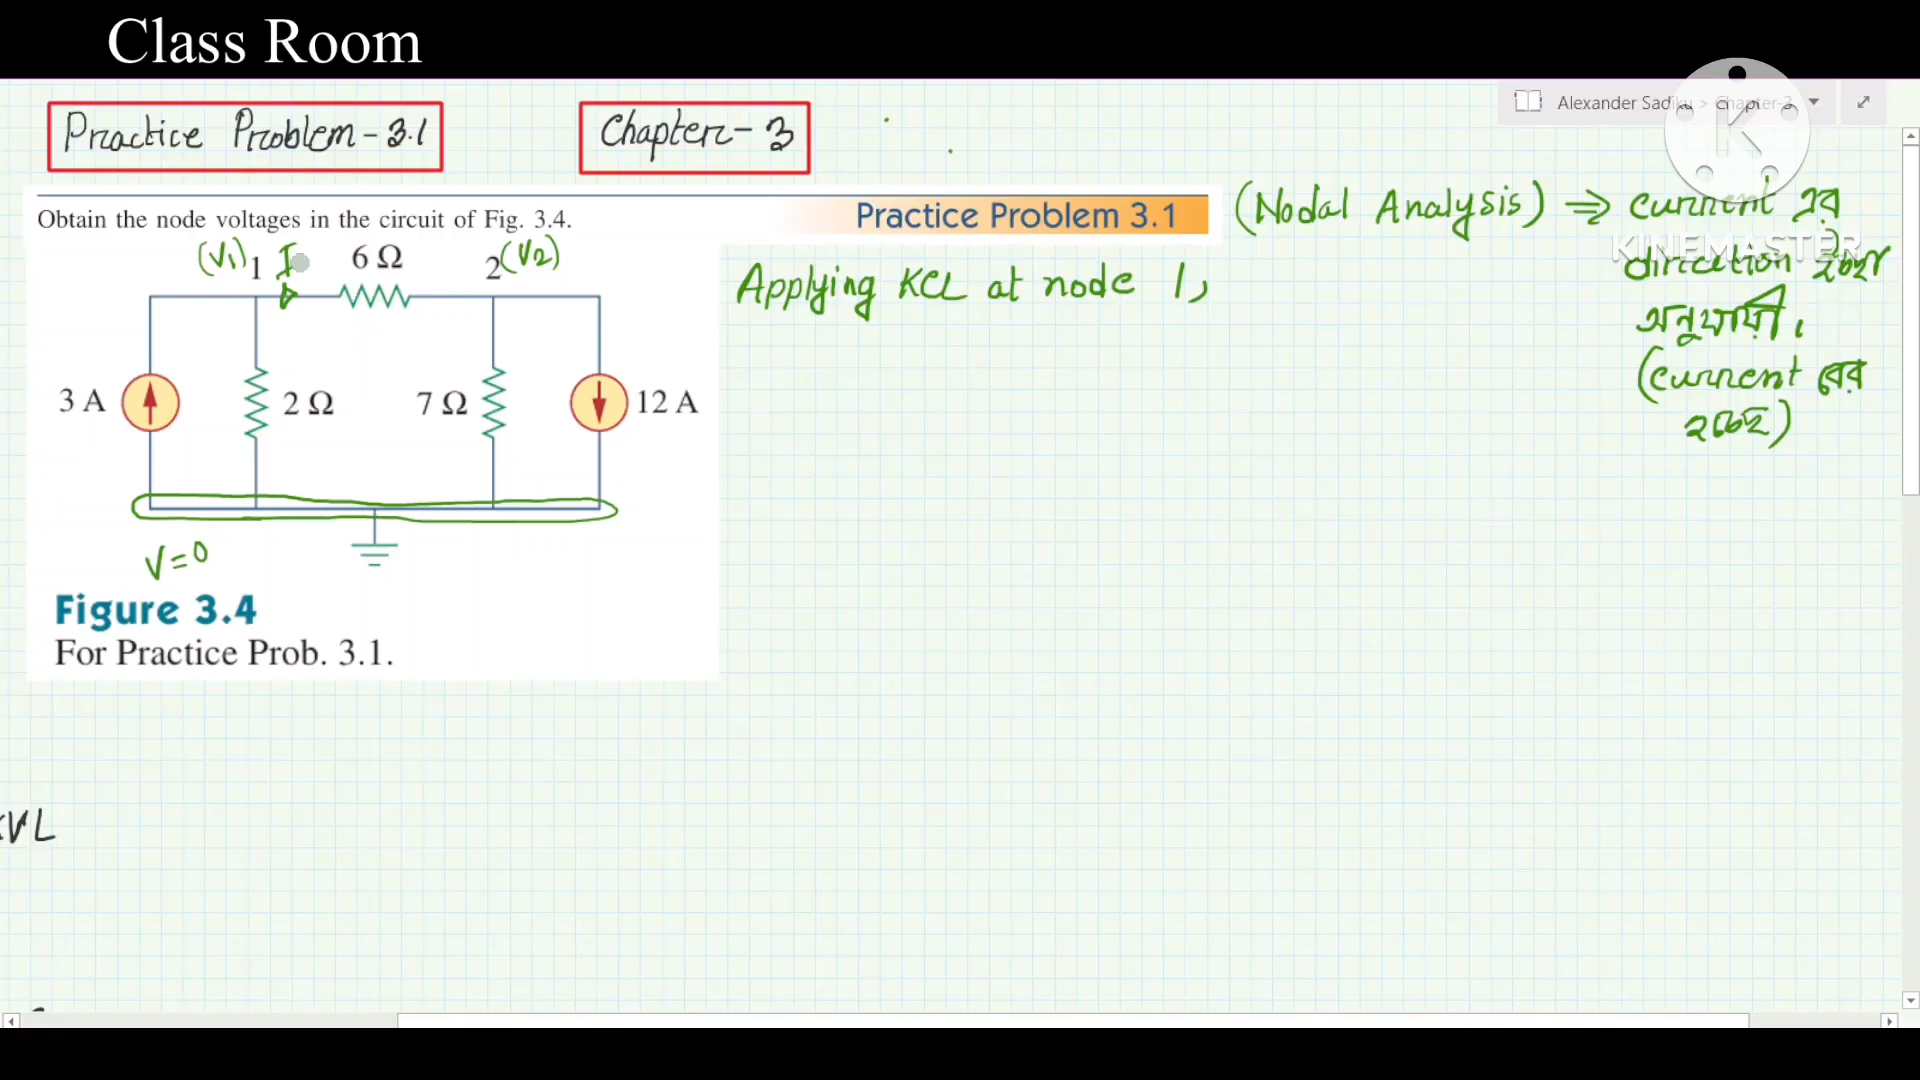 Class Room
Practice Problem - 3.1
Chapter - 3
Alexander Sadiku > Chapter-3
Obtain the node voltages in the circuit of Fig. 3.4.
Practice Problem 3.1
(Nodal Analysis) ⇒ current এর
direction হবে
অনুযায়ী।
(current বের
হচ্ছে)
KINEMASTER
(V1) 1 I 6 Ω 2 (V2)
Applying KCL at node 1,
3 A 2 Ω 7 Ω 12 A
V=0
Figure 3.4
For Practice Prob. 3.1.
KVL